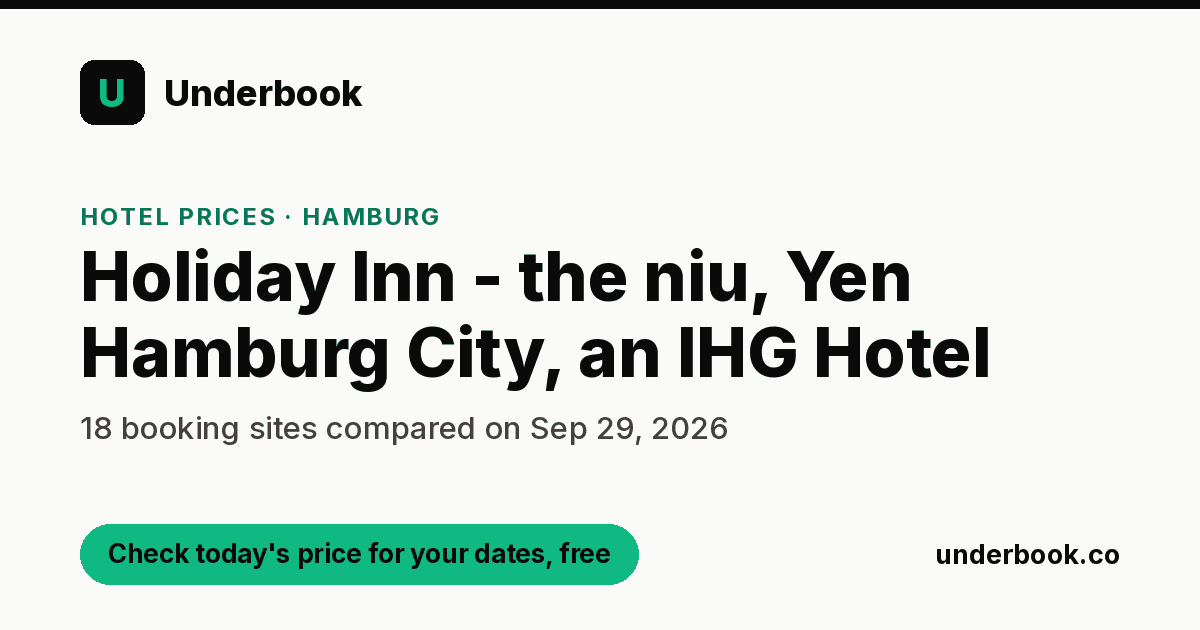 U Underbook
HOTEL PRICES · HAMBURG
Holiday Inn - the niu, Yen
Hamburg City, an IHG Hotel
18 booking sites compared on Sep 29, 2026
Check today's price for your dates, free
underbook.co